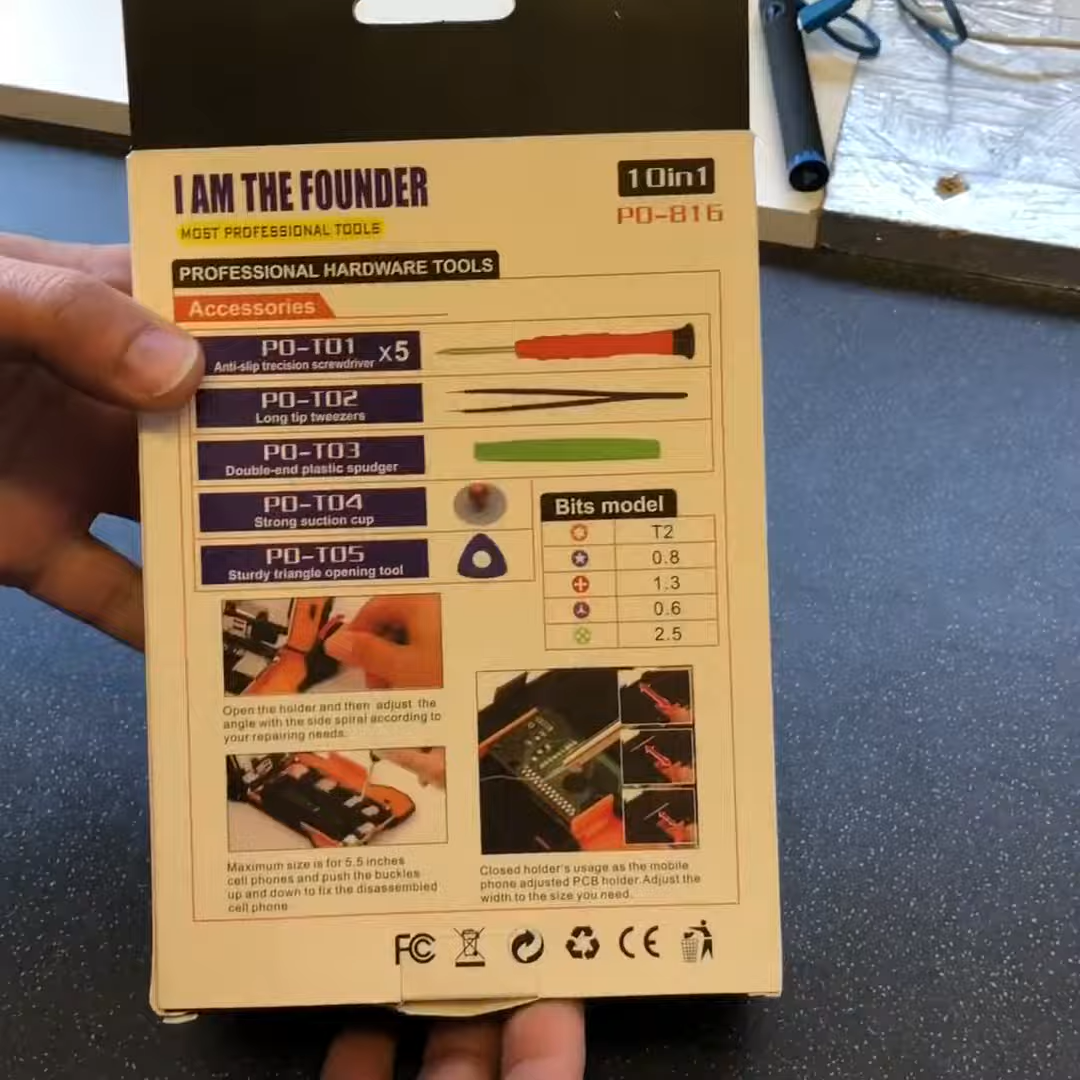 I AM THE FOUNDER
MOST PROFESSIONAL TOOLS
10in1
PO-816
PROFESSIONAL HARDWARE TOOLS
Accessories
PO-T01 x5
Anti-slip trecision screwdriver
PO-T02
Long tip tweezers
PO-T03
Double-end plastic spudger
PO-T04
Strong suction cup
PO-T05
Sturdy triangle opening tool
Bits model
T2
0.8
1.3
0.6
2.5
Open the holder and then adjust the
angle with the side spiral according to
your repairing needs.
Maximum size is for 5.5 inches
cell phones and push the buckles
up and down to fix the disassembled
cell phone
Closed holder's usage as the mobile
phone adjusted PCB holder.Adjust the
width to the size you need.
FC CE